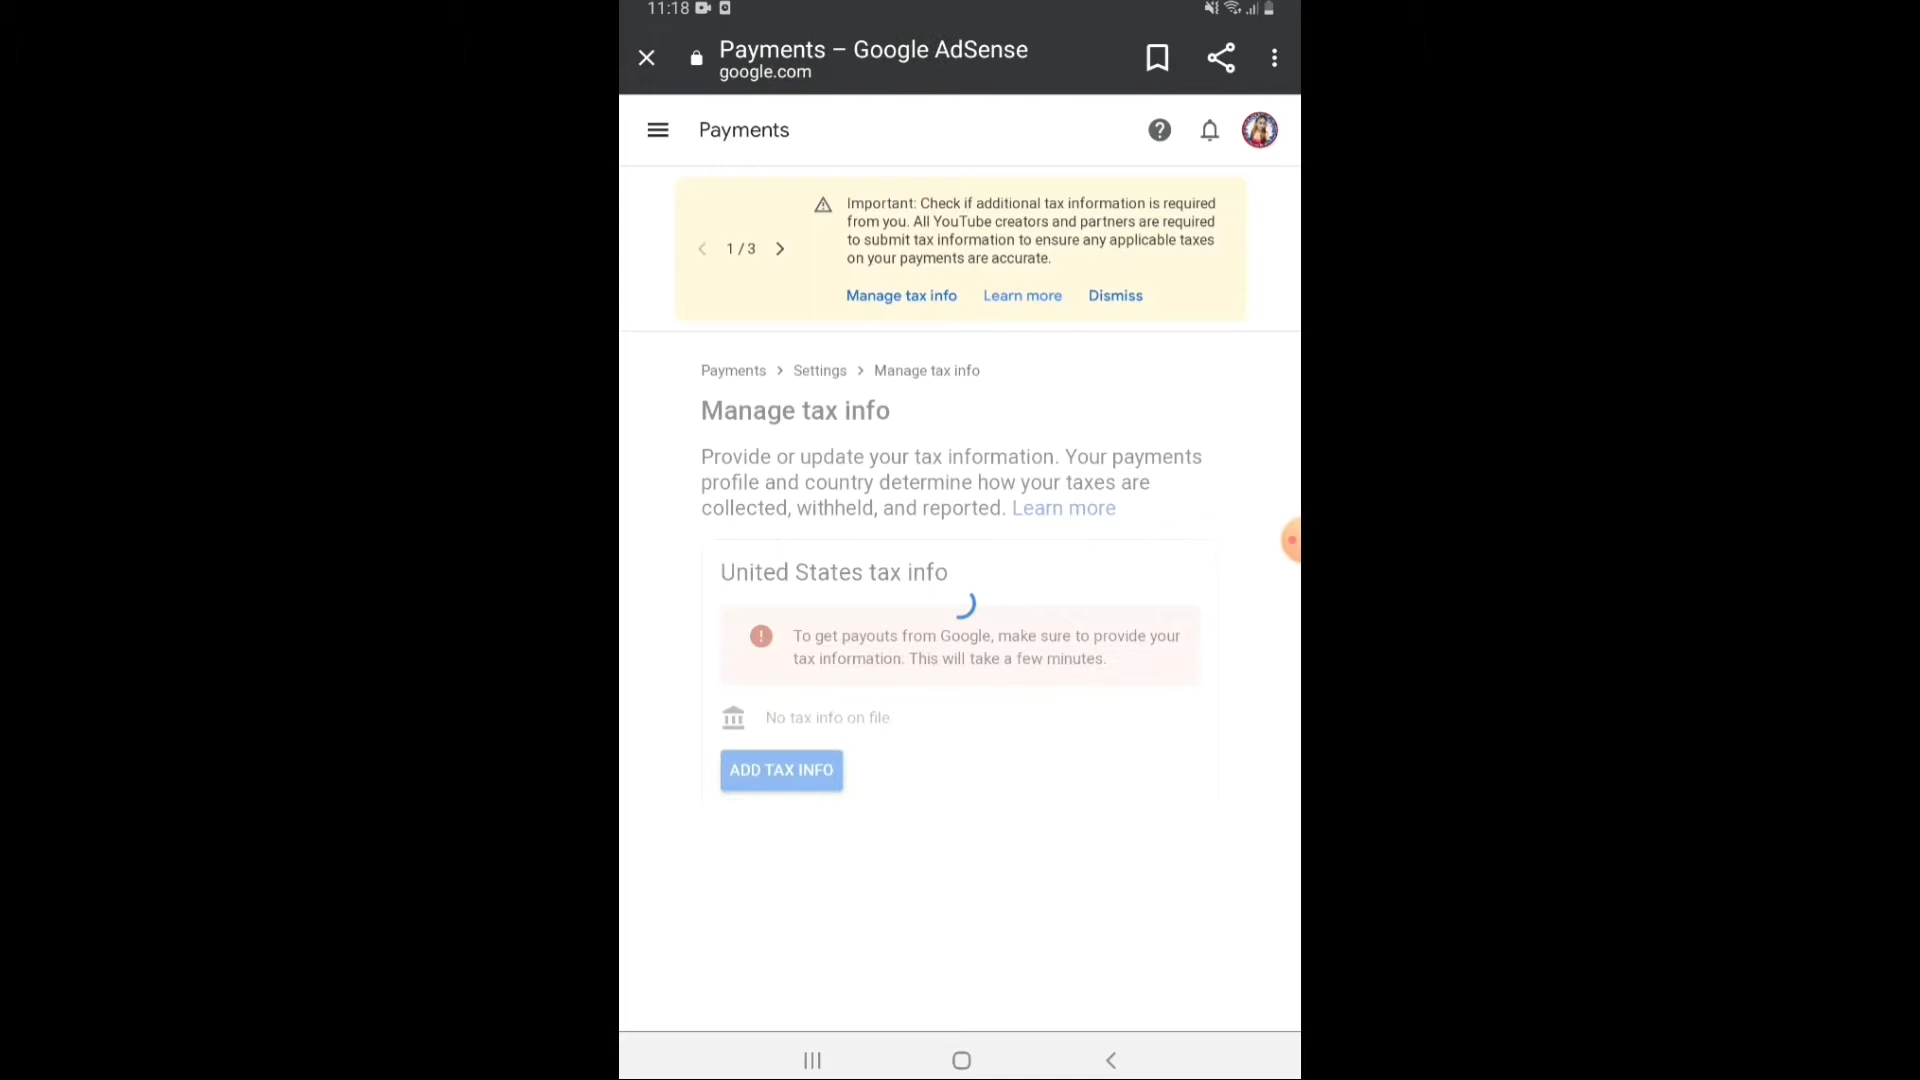 11:18
Payments – Google AdSense
google.com
Payments
1 / 3
Important: Check if additional tax information is required
from you. All YouTube creators and partners are required
to submit tax information to ensure any applicable taxes
on your payments are accurate.
Manage tax info Learn more Dismiss
Payments > Settings > Manage tax info
Manage tax info
Provide or update your tax information. Your payments
profile and country determine how your taxes are
collected, withheld, and reported. Learn more
United States tax info
To get payouts from Google, make sure to provide your
tax information. This will take a few minutes.
No tax info on file
ADD TAX INFO